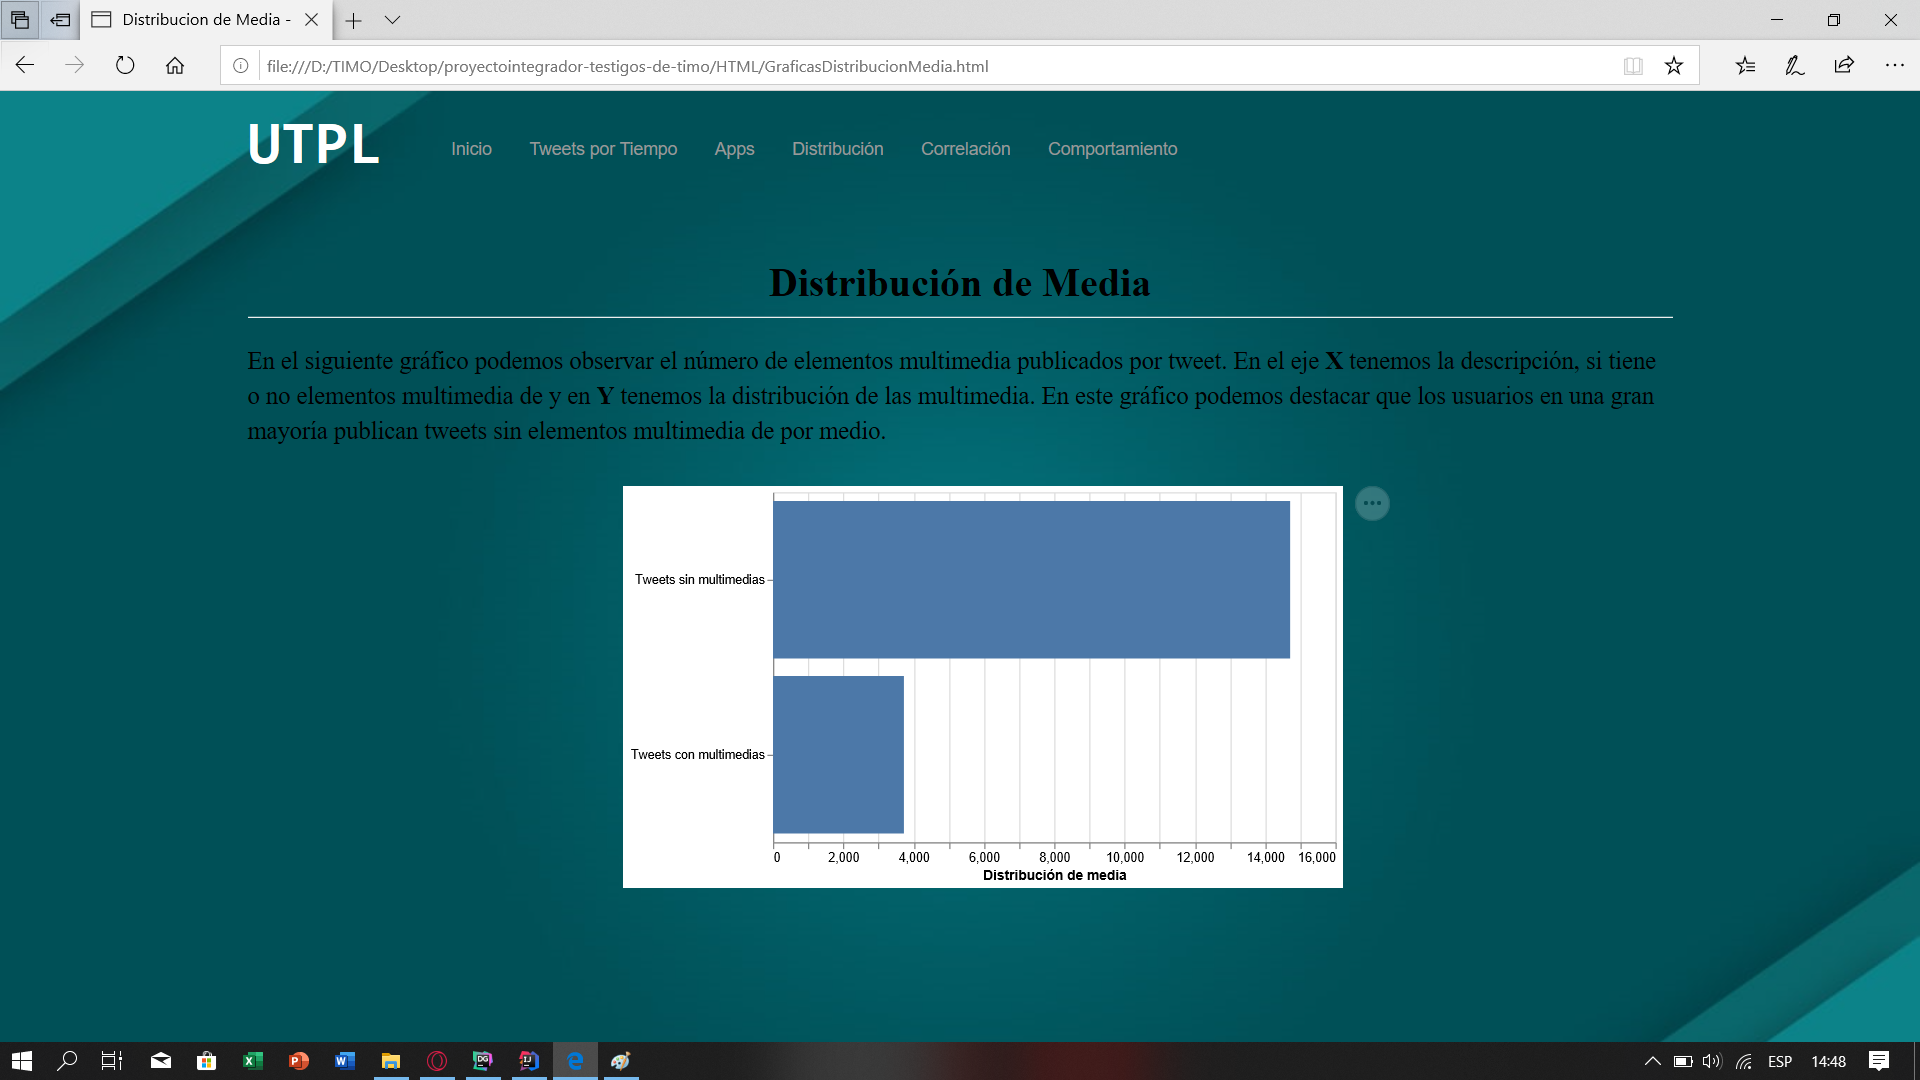 Distribucion de Media -
file:///D:/TIMO/Desktop/proyectointegrador-testigos-de-timo/HTML/GraficasDistribucionMedia.html
UTPL
Inicio Tweets por Tiempo Apps Distribución Correlación Comportamiento
Distribución de Media
En el siguiente gráfico podemos observar el número de elementos multimedia publicados por tweet. En el eje X tenemos la descripción, si tiene
o no elementos multimedia de y en Y tenemos la distribución de las multimedia. En este gráfico podemos destacar que los usuarios en una gran
mayoría publican tweets sin elementos multimedia de por medio.
Tweets sin multimedias
Tweets con multimedias
0 2,000 4,000 6,000 8,000 10,000 12,000 14,000 16,000
Distribución de media
ESP 14:48